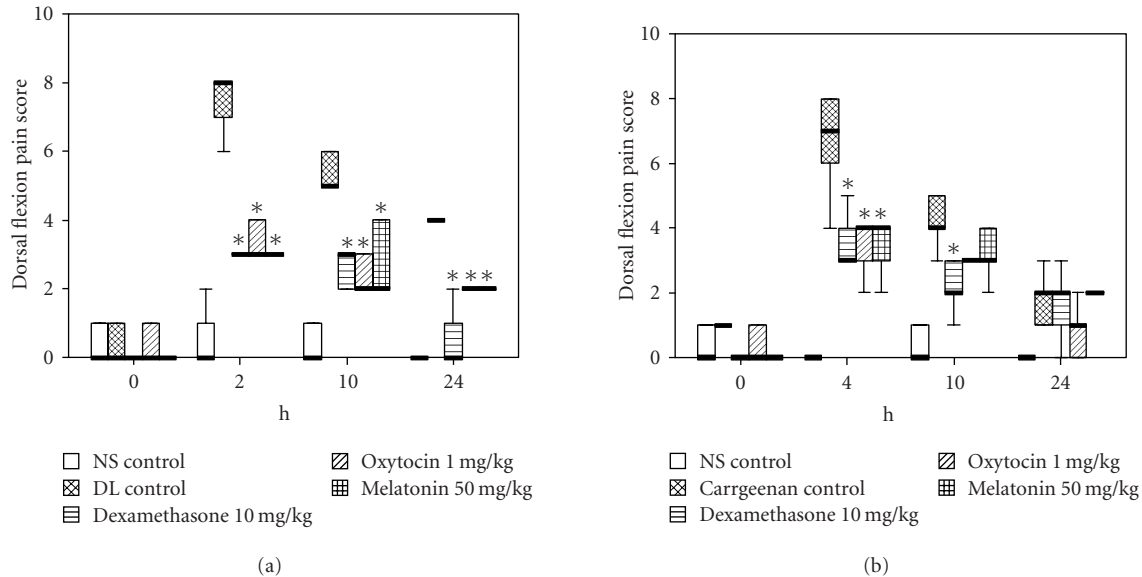 10
8
6
4
2
0
Dorsal flexion pain score
* * *
* * *
* * *
0 2 10 24
h
NS control
DL control
Dexamethasone 10 mg/kg
Oxytocin 1 mg/kg
Melatonin 50 mg/kg
(a)
10
8
6
4
2
0
Dorsal flexion pain score
* * *
*
0 4 10 24
h
NS control
Carrgeenan control
Dexamethasone 10 mg/kg
Oxytocin 1 mg/kg
Melatonin 50 mg/kg
(b)